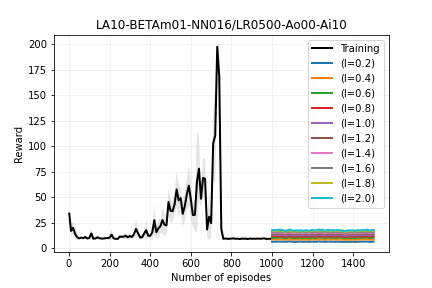 LA10-BETAm01-NN016/LR0500-Ao00-Ai10
200
175
150
125
100
75
50
25
0
Reward
0
200
400
600
800
1000
1200
1400
Number of episodes
Training
(l=0.2)
(l=0.4)
(l=0.6)
(l=0.8)
(l=1.0)
(l=1.2)
(l=1.4)
(l=1.6)
(l=1.8)
(l=2.0)